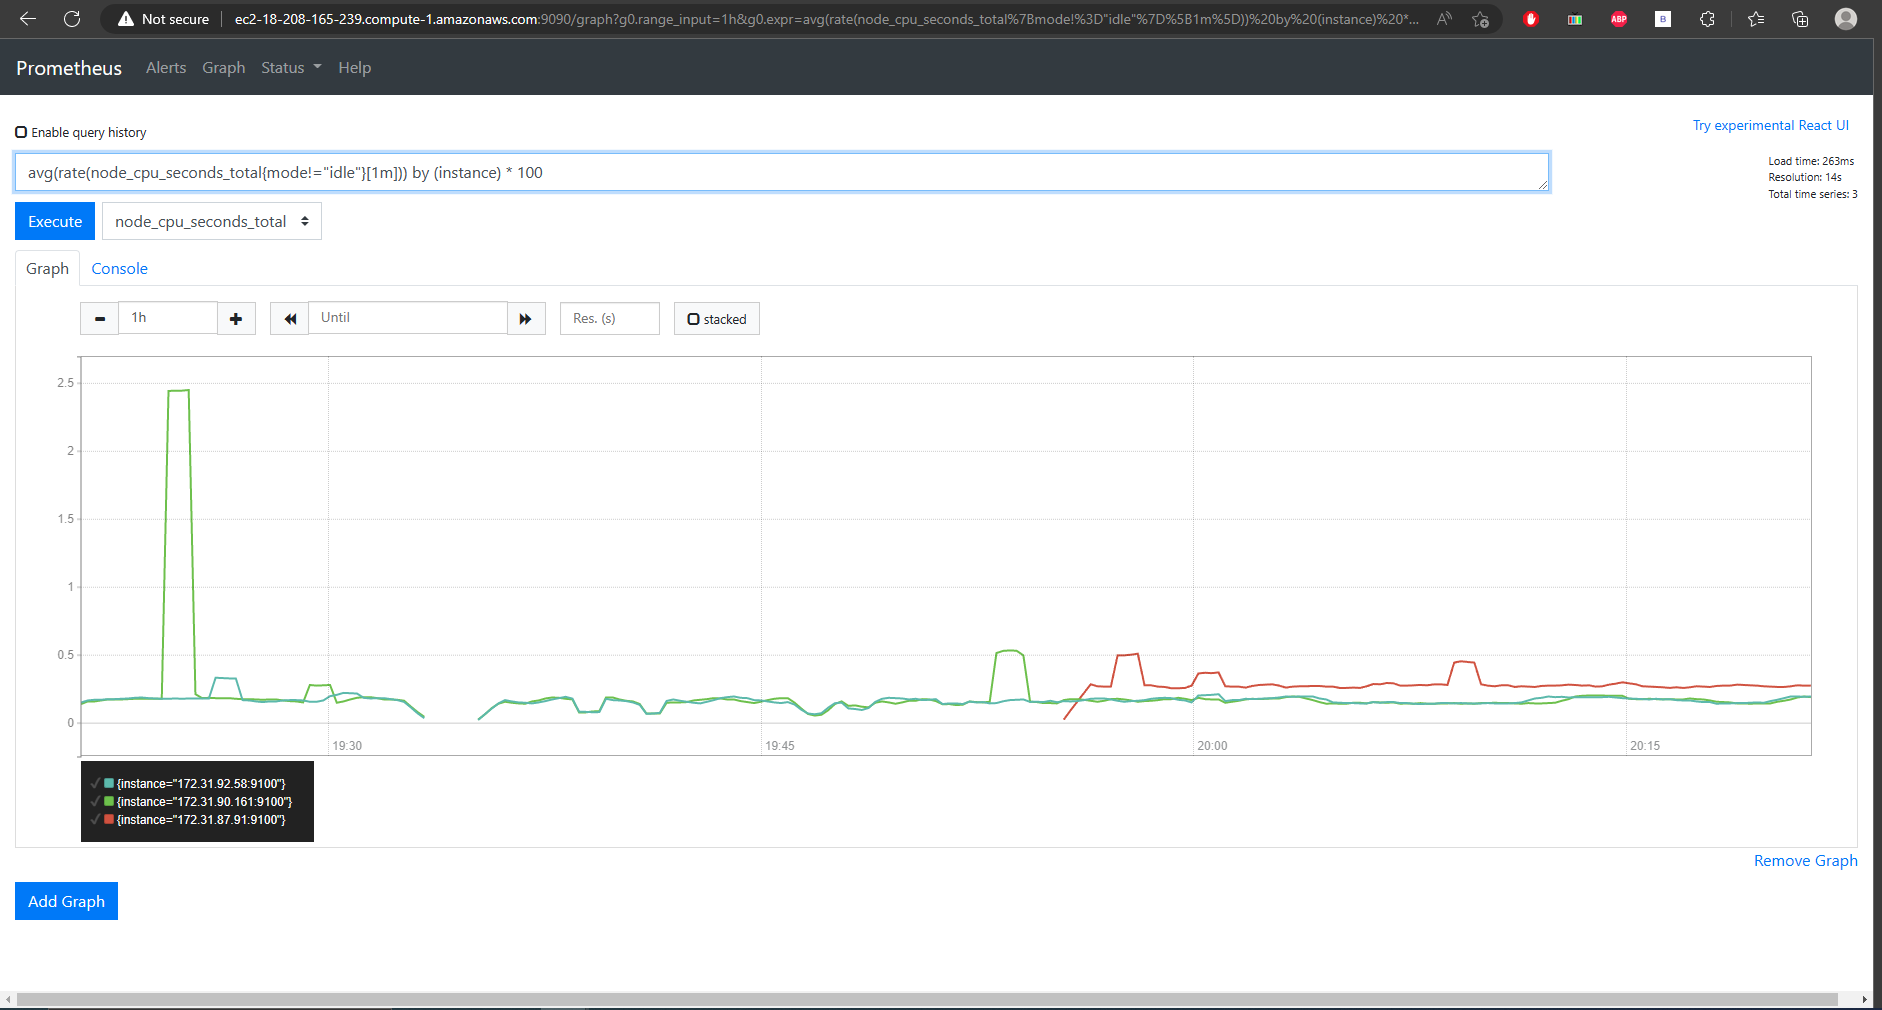 Not secure
ec2-18-208-165-239.compute-1.amazonaws.com:9090/graph?g0.range_input=1h&g0.expr=avg(rate(node_cpu_seconds_total%7Bmode!%3D"idle"%7D%5B1m%5D))%20by%20(instance)%20*...
ABP
B
Prometheus Alerts Graph Status Help
Enable query history
Try experimental React UI
avg(rate(node_cpu_seconds_total{mode!="idle"}[1m])) by (instance) * 100
Load time: 263ms
Resolution: 14s
Total time series: 3
Execute node_cpu_seconds_total
Graph Console
1h Until Res. (s) stacked
2.5
2
1.5
1
0.5
0
19:30 19:45 20:00 20:15
{instance="172.31.92.58:9100"}
{instance="172.31.90.161:9100"}
{instance="172.31.87.91:9100"}
Remove Graph
Add Graph